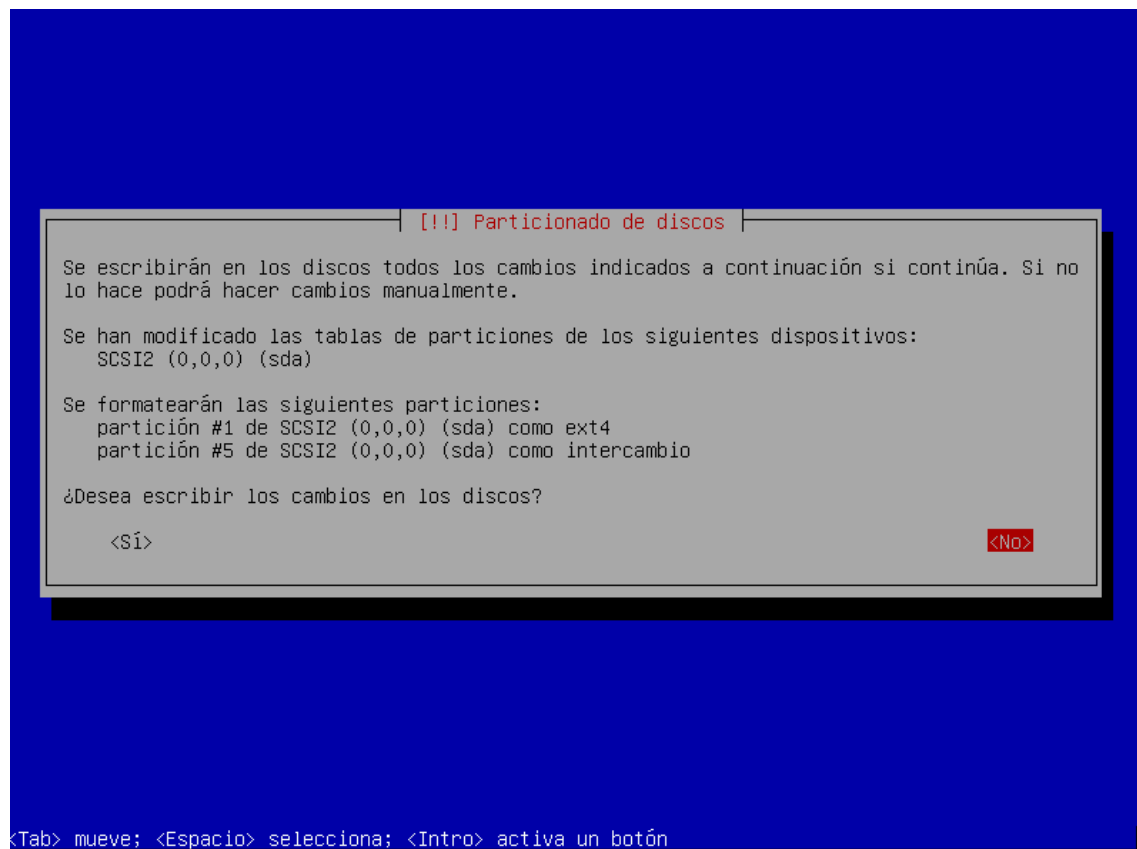 [!!] Particionado de discos
Se escribirán en los discos todos los cambios indicados a continuación si continúa. Si no
lo hace podrá hacer cambios manualmente.
Se han modificado las tablas de particiones de los siguientes dispositivos:
SCSI2 (0,0,0) (sda)
Se formatearán las siguientes particiones:
partición #1 de SCSI2 (0,0,0) (sda) como ext4
partición #5 de SCSI2 (0,0,0) (sda) como intercambio
¿Desea escribir los cambios en los discos?
<Sí> <No>
<Tab> mueve; <Espacio> selecciona; <Intro> activa un botón